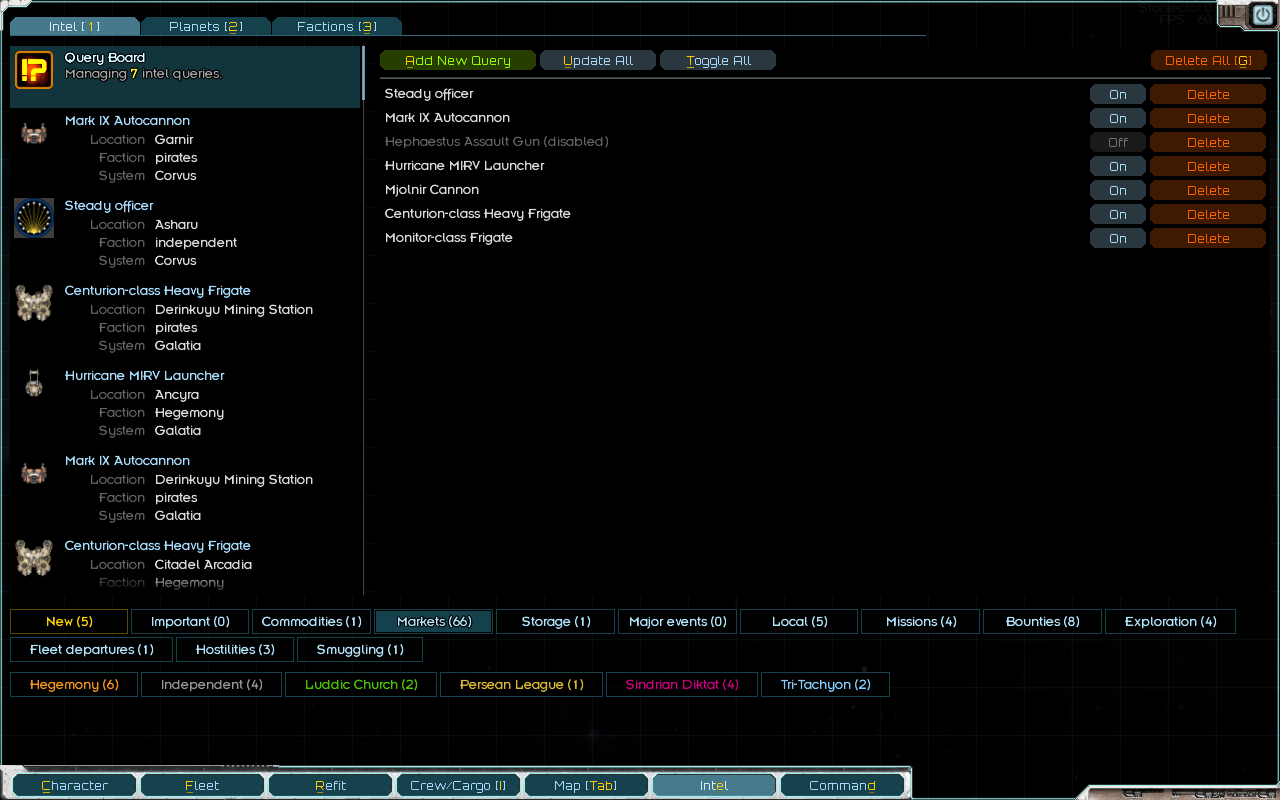 Intel [1] Planets [2] Factions [3]
Query Board
Managing 7 intel queries.
Mark IX Autocannon
Location Garnir
Faction pirates
System Corvus
Steady officer
Location Asharu
Faction independent
System Corvus
Centurion-class Heavy Frigate
Location Derinkuyu Mining Station
Faction pirates
System Galatia
Hurricane MIRV Launcher
Location Ancyra
Faction Hegemony
System Galatia
Mark IX Autocannon
Location Derinkuyu Mining Station
Faction pirates
System Galatia
Centurion-class Heavy Frigate
Location Citadel Arcadia
Faction Hegemony
Add New Query Update All Toggle All Delete All [G]
Steady officer On Delete
Mark IX Autocannon On Delete
Hephaestus Assault Gun (disabled) Off Delete
Hurricane MIRV Launcher On Delete
Mjolnir Cannon On Delete
Centurion-class Heavy Frigate On Delete
Monitor-class Frigate On Delete
New (5) Important (0) Commodities (1) Markets (66) Storage (1) Major events (0) Local (5) Missions (4) Bounties (8) Exploration (4)
Fleet departures (1) Hostilities (3) Smuggling (1)
Hegemony (6) Independent (4) Luddic Church (2) Persean League (1) Sindrian Diktat (4) Tri-Tachyon (2)
Character Fleet Refit Crew/Cargo [I] Map [Tab] Intel Command